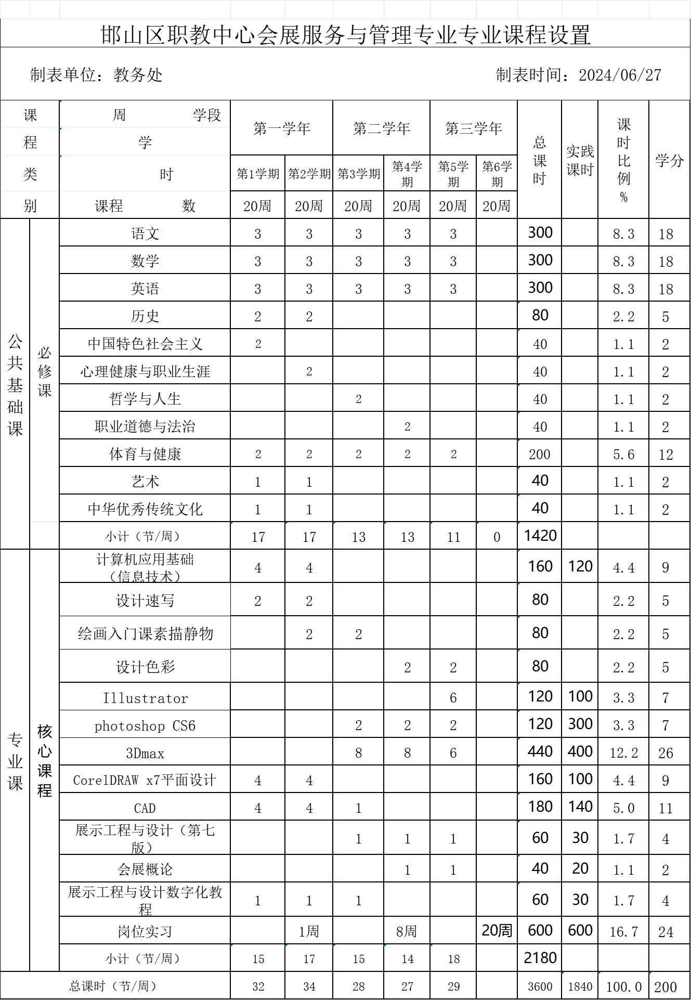 邯山区职教中心会展服务与管理专业专业课程设置
制表单位：教务处 制表时间：2024/06/27
课 周 学段 第一学年 第二学年 第三学年 总课时 实践课时 课时比例% 学分
程 学
类 时 第1学期 第2学期 第3学期 第4学期 第5学期 第6学期
别 课程 数 20周 20周 20周 20周 20周 20周
公共基础课 必修课
语文 3 3 3 3 3 300 8.3 18
数学 3 3 3 3 3 300 8.3 18
英语 3 3 3 3 3 300 8.3 18
历史 2 2 80 2.2 5
中国特色社会主义 2 40 1.1 2
心理健康与职业生涯 2 40 1.1 2
哲学与人生 2 40 1.1 2
职业道德与法治 2 40 1.1 2
体育与健康 2 2 2 2 2 200 5.6 12
艺术 1 1 40 1.1 2
中华优秀传统文化 1 1 40 1.1 2
小计（节/周） 17 17 13 13 11 0 1420
专业课 核心课程
计算机应用基础
（信息技术） 4 4 160 120 4.4 9
设计速写 2 2 80 2.2 5
绘画入门课素描静物 2 2 80 2.2 5
设计色彩 2 2 80 2.2 5
Illustrator 6 120 100 3.3 7
photoshop CS6 2 2 2 120 300 3.3 7
3Dmax 8 8 6 440 400 12.2 26
CorelDRAW x7平面设计 4 4 160 100 4.4 9
CAD 4 4 1 180 140 5.0 11
展示工程与设计（第七
版） 1 1 1 60 30 1.7 4
会展概论 1 1 40 20 1.1 2
展示工程与设计数字化教
程 1 1 1 60 30 1.7 4
岗位实习 1周 8周 20周 600 600 16.7 24
小计（节/周） 15 17 15 14 18 2180
总课时（节/周） 32 34 28 27 29 3600 1840 100.0 200